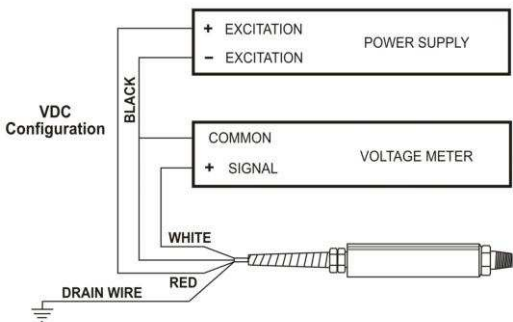 + EXCITATION
POWER SUPPLY
- EXCITATION
VDC
Configuration
BLACK
COMMON
VOLTAGE METER
+ SIGNAL
WHITE
RED
DRAIN WIRE